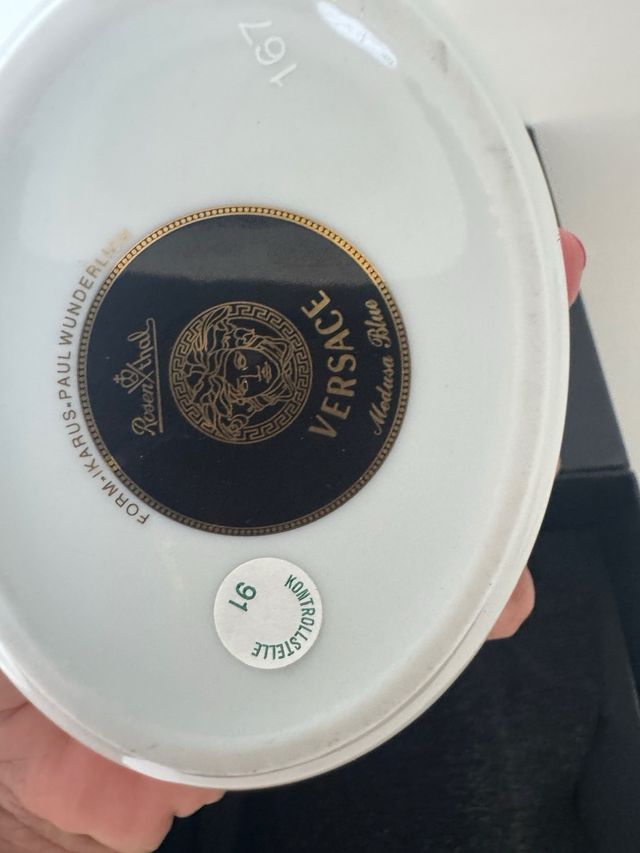 167
FORM-IKARUS-PAUL WUNDERLICH
Rosenthal
VERSACE
Medusa Blue
KONTROLLSTELLE
91